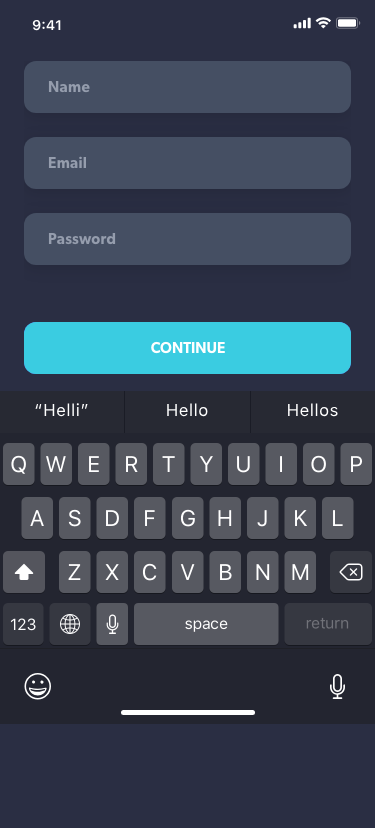 9:41
Name
Email
Password
CONTINUE
“Helli” Hello Hellos
Q W E R T Y U I O P
A S D F G H J K L
Z X C V B N M
123 space return